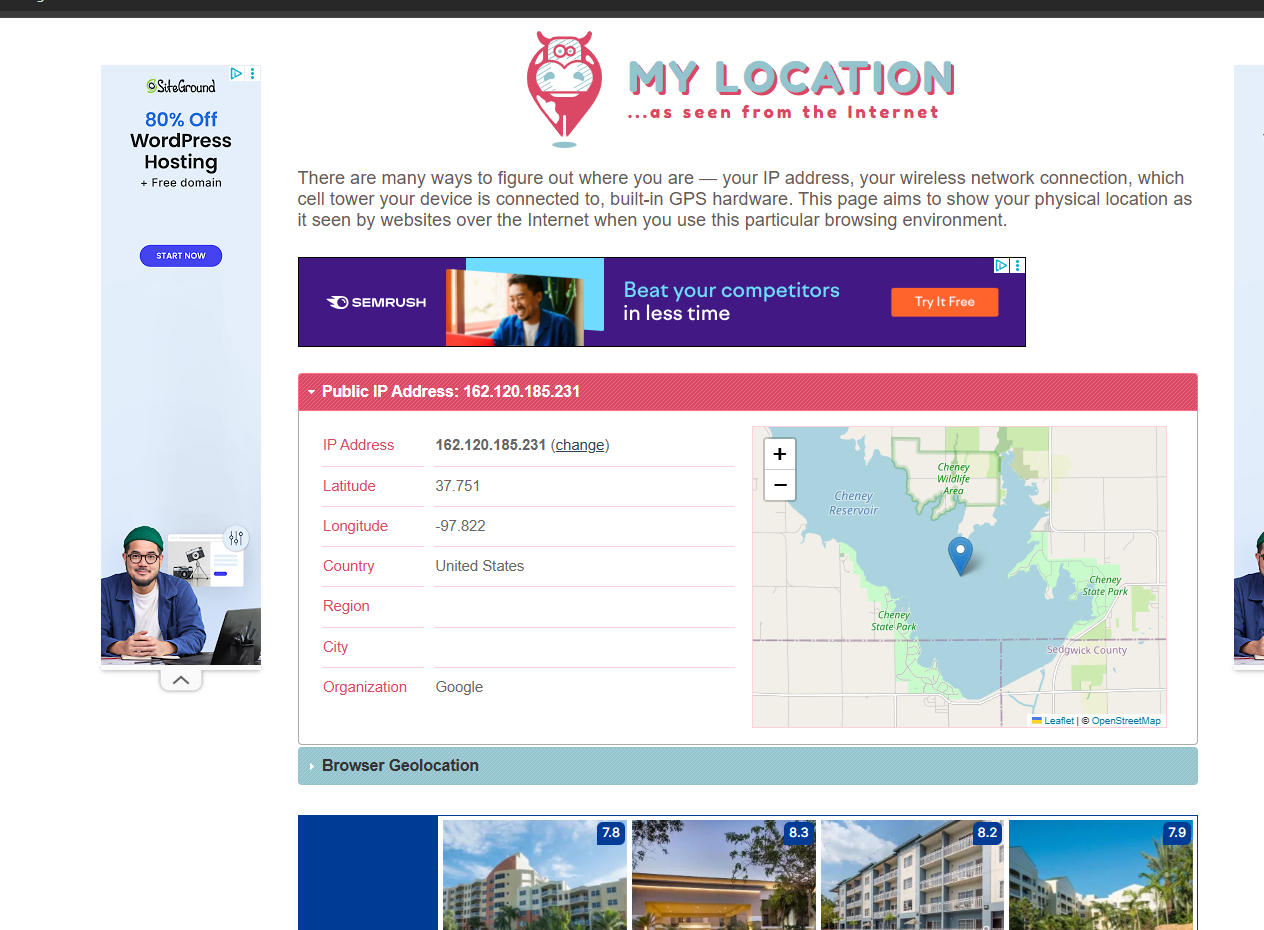 SiteGround
80% Off
WordPress
Hosting
+ Free domain
START NOW
MY LOCATION
...as seen from the Internet
There are many ways to figure out where you are — your IP address, your wireless network connection, which
cell tower your device is connected to, built-in GPS hardware. This page aims to show your physical location as
it seen by websites over the Internet when you use this particular browsing environment.
SEMRUSH
Beat your competitors
in less time
Try It Free
Public IP Address: 162.120.185.231
IP Address 162.120.185.231 (change)
Latitude 37.751
Longitude -97.822
Country United States
Region
City
Organization Google
+
−
Cheney
Wildlife
Area
Cheney
Reservoir
Cheney
State Park
Cheney
State Park
Sedgwick County
Leaflet | © OpenStreetMap
Browser Geolocation
7.8 8.3 8.2 7.9